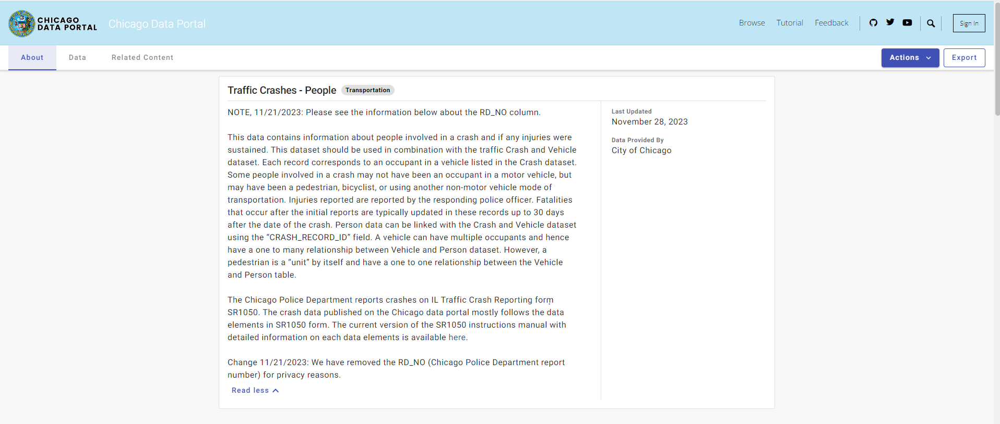 CHICAGO
DATA PORTAL
Chicago Data Portal
Browse
Tutorial
Feedback
Sign In
About
Data
Related Content
Actions
Export
Traffic Crashes - People
Transportation
NOTE, 11/21/2023: Please see the information below about the RD_NO column.
This data contains information about people involved in a crash and if any injuries were
sustained. This dataset should be used in combination with the traffic Crash and Vehicle
dataset. Each record corresponds to an occupant in a vehicle listed in the Crash dataset.
Some people involved in a crash may not have been an occupant in a motor vehicle, but
may have been a pedestrian, bicyclist, or using another non-motor vehicle mode of
transportation. Injuries reported are reported by the responding police officer. Fatalities
that occur after the initial reports are typically updated in these records up to 30 days
after the date of the crash. Person data can be linked with the Crash and Vehicle dataset
using the “CRASH_RECORD_ID” field. A vehicle can have multiple occupants and hence
have a one to many relationship between Vehicle and Person dataset. However, a
pedestrian is a “unit” by itself and have a one to one relationship between the Vehicle
and Person table.
The Chicago Police Department reports crashes on IL Traffic Crash Reporting form
SR1050. The crash data published on the Chicago data portal mostly follows the data
elements in SR1050 form. The current version of the SR1050 instructions manual with
detailed information on each data elements is available here.
Change 11/21/2023: We have removed the RD_NO (Chicago Police Department report
number) for privacy reasons.
Read less
Last Updated
November 28, 2023
Data Provided By
City of Chicago